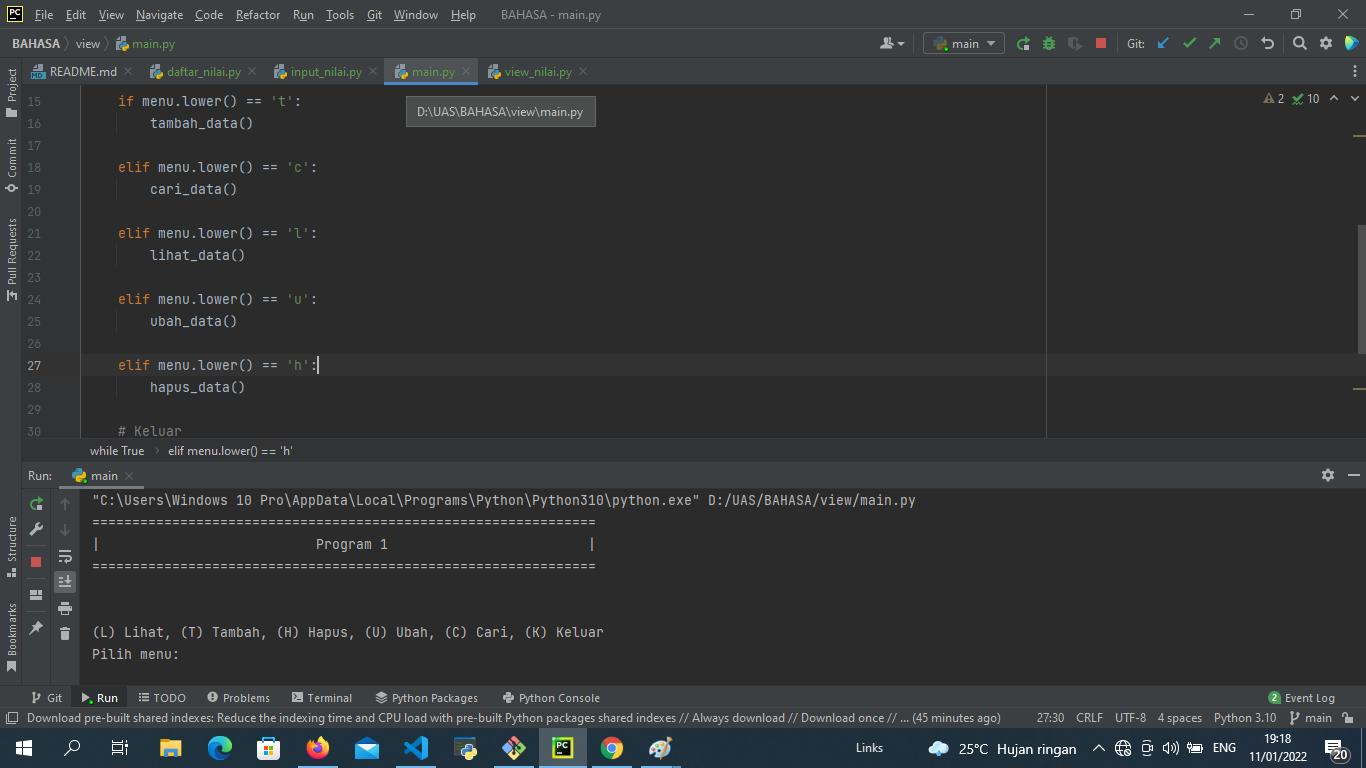 File Edit View Navigate Code Refactor Run Tools Git Window Help BAHASA - main.py
BAHASA view main.py main Git:
README.md daftar_nilai.py input_nilai.py main.py view_nilai.py
D:\UAS\BAHASA\view\main.py
2 10
Project
Commit
Pull Requests
Structure
Bookmarks
15 if menu.lower() == 't':
16 tambah_data()
17
18 elif menu.lower() == 'c':
19 cari_data()
20
21 elif menu.lower() == 'l':
22 lihat_data()
23
24 elif menu.lower() == 'u':
25 ubah_data()
26
27 elif menu.lower() == 'h':
28 hapus_data()
29
30 # Keluar
while True elif menu.lower() == 'h'
Run: main
"C:\Users\Windows 10 Pro\AppData\Local\Programs\Python\Python310\python.exe" D:/UAS/BAHASA/view/main.py
===============================================================
| Program 1 |
===============================================================
(L) Lihat, (T) Tambah, (H) Hapus, (U) Ubah, (C) Cari, (K) Keluar
Pilih menu:
Git Run TODO Problems Terminal Python Packages Python Console 2 Event Log
Download pre-built shared indexes: Reduce the indexing time and CPU load with pre-built Python packages shared indexes // Always download // Download once // ... (45 minutes ago) 27:30 CRLF UTF-8 4 spaces Python 3.10 main
Links 25°C Hujan ringan ENG 19:18
11/01/2022 20